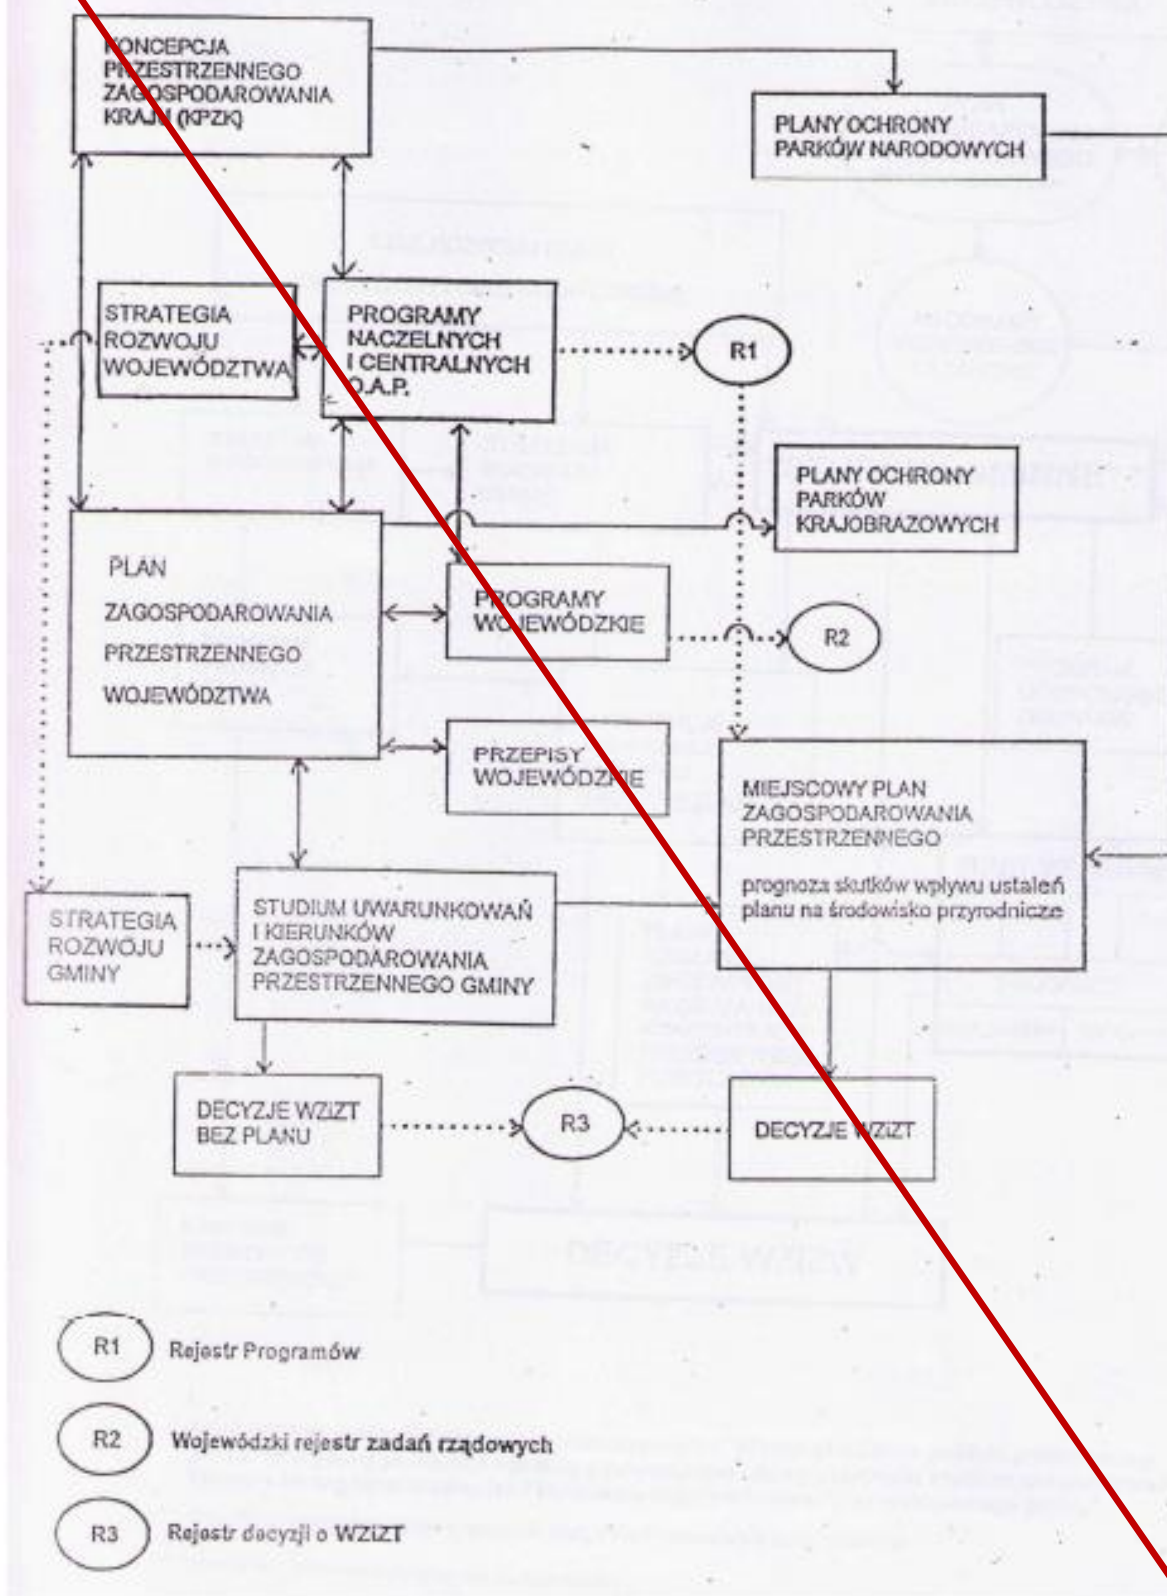 KONCEPCJA
PRZESTRZENNEGO
ZAGOSPODAROWANIA
KRAJU (KPZK)
PLANY OCHRONY
PARKÓW NARODOWYCH
STRATEGIA
ROZWOJU
WOJEWÓDZTWA
PROGRAMY
NACZELNYCH
I CENTRALNYCH
O.A.P.
R1
PLANY OCHRONY
PARKÓW
KRAJOBRAZOWYCH
PLAN
ZAGOSPODAROWANIA
PRZESTRZENNEGO
WOJEWÓDZTWA
PROGRAMY
WOJEWÓDZKIE
R2
PRZEPISY
WOJEWÓDZKIE
MIEJSCOWY PLAN
ZAGOSPODAROWANIA
PRZESTRZENNEGO
prognoza skutków wpływu ustaleń
planu na środowisko przyrodnicze
STRATEGIA
ROZWOJU
GMINY
STUDIUM UWARUNKOWAŃ
I KIERUNKÓW
ZAGOSPODAROWANIA
PRZESTRZENNEGO GMINY
DECYZJE WZiZT
BEZ PLANU
R3
DECYZJE WZiZT
R1 Rejestr Programów
R2 Wojewódzki rejestr zadań rządowych
R3 Rejestr decyzji o WZiZT